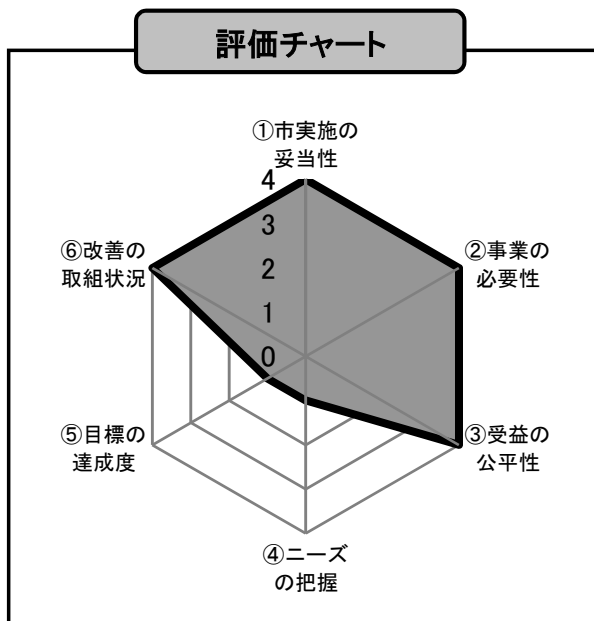 評価チャート
①市実施の
妥当性
4
3
2
1
0
②事業の
必要性
③受益の
公平性
④ニーズ
の把握
⑤目標の
達成度
⑥改善の
取組状況